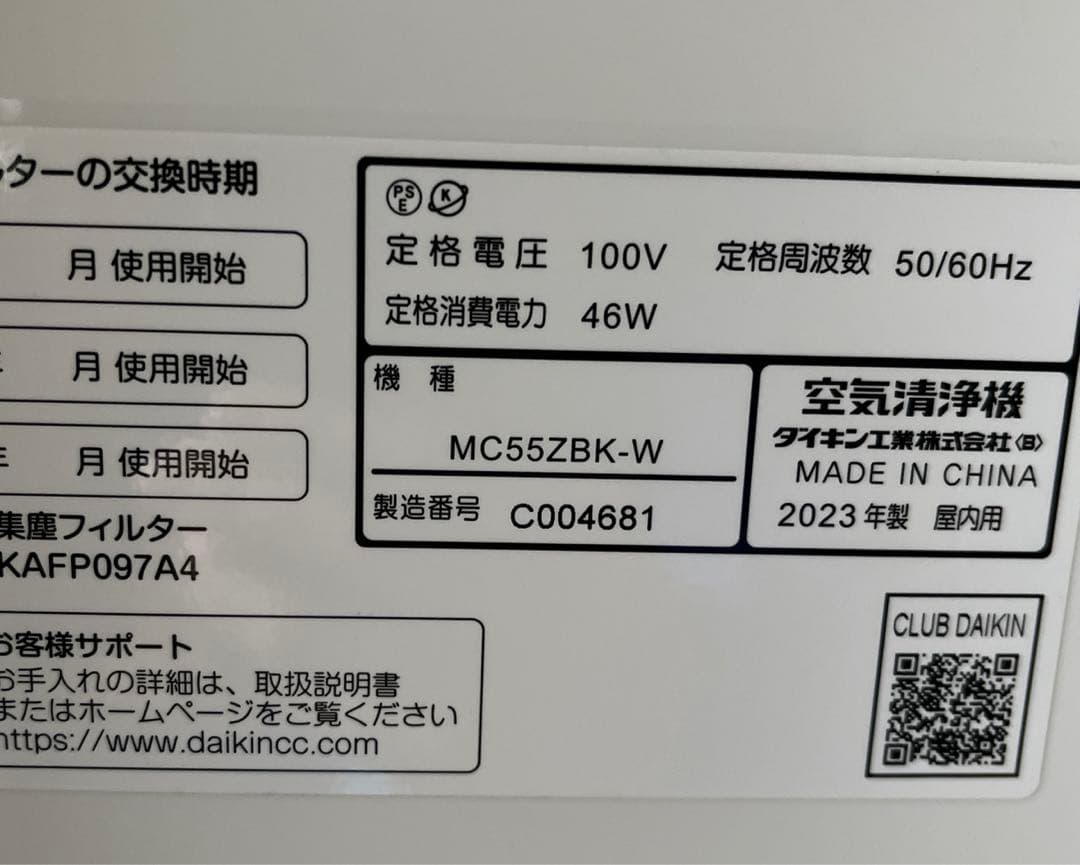 ターの交換時期
月 使用開始
月 使用開始
月 使用開始
集塵フィルター
KAFP097A4
お客様サポート
お手入れの詳細は、取扱説明書
またはホームページをご覧ください
https://www.daikincc.com
PS
E
K
定格電圧 100V 定格周波数 50/60Hz
定格消費電力 46W
機種
MC55ZBK-W
製造番号 C004681
空気清浄機
ダイキン工業株式会社〈B〉
MADE IN CHINA
2023年製 屋内用
CLUB DAIKIN